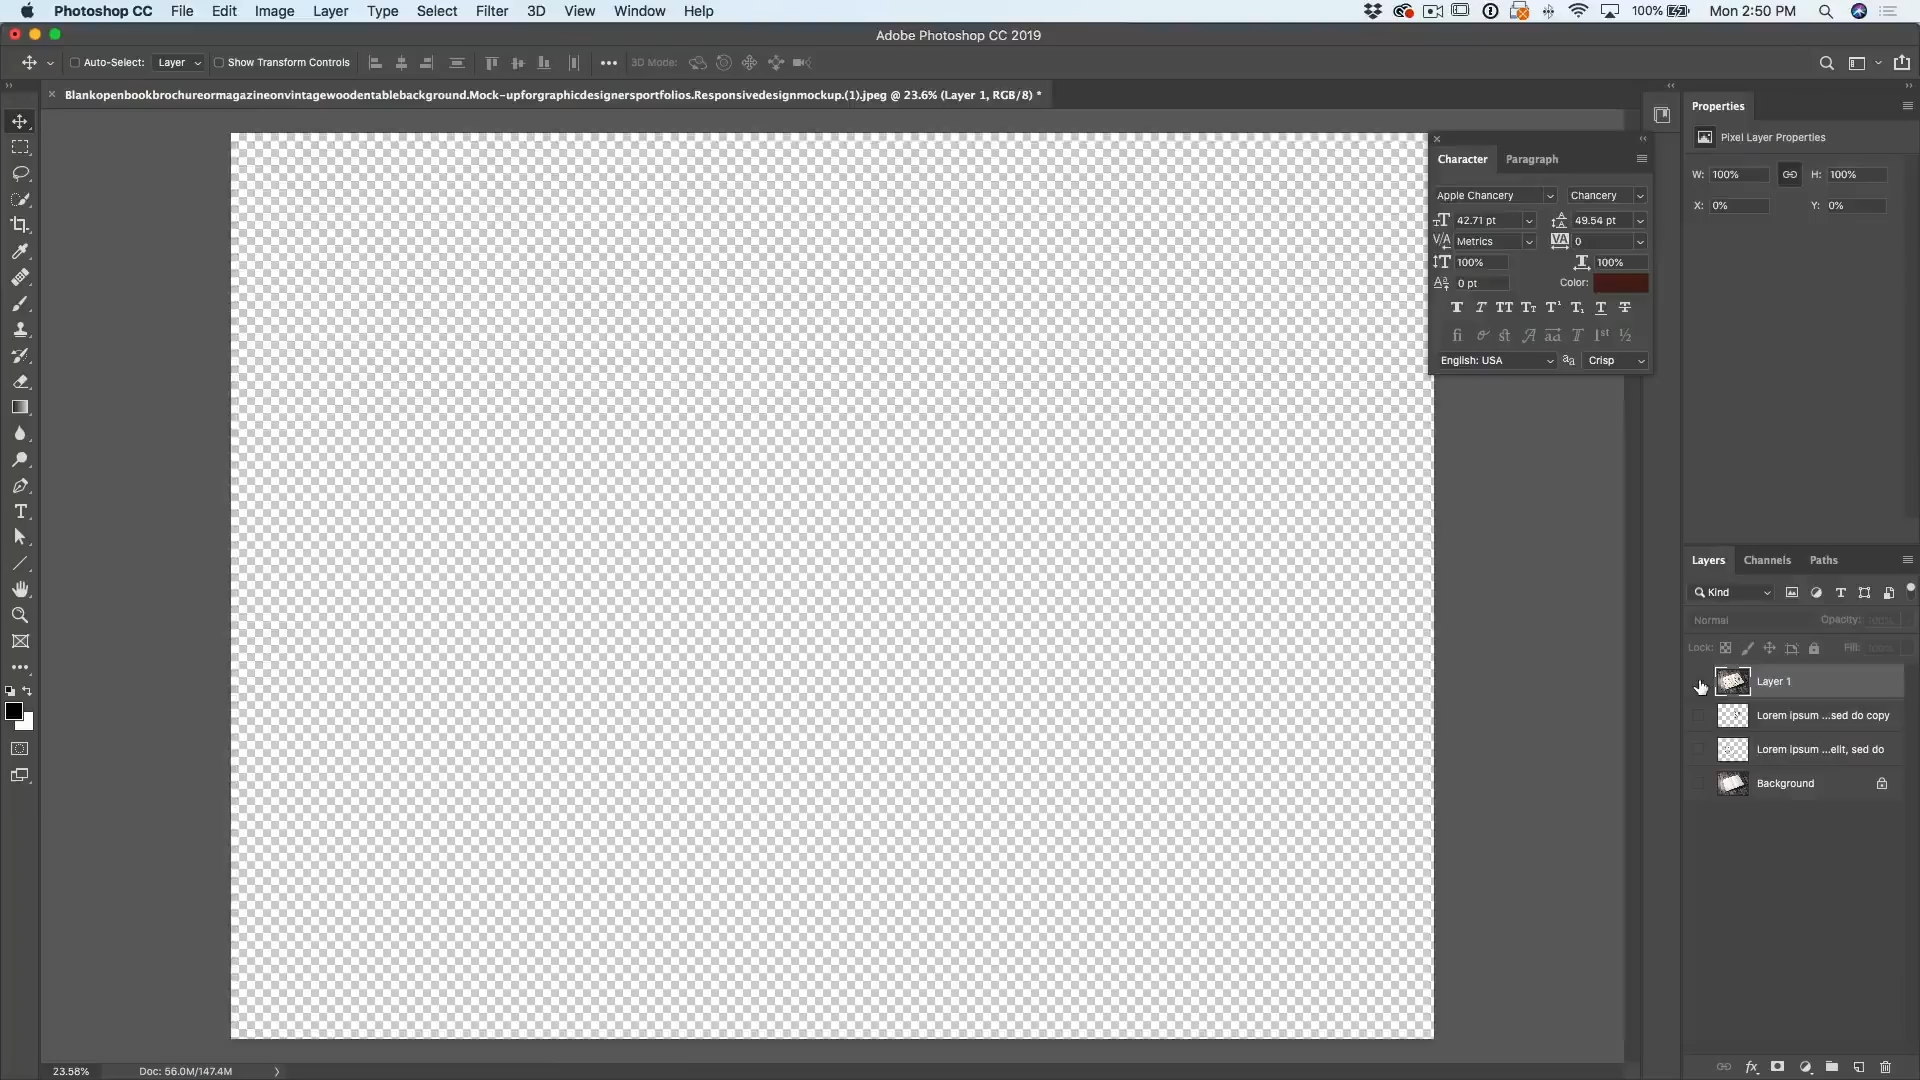 Photoshop CC File Edit Image Layer Type Select Filter 3D View Window Help 100% Mon 2:50 PM
Adobe Photoshop CC 2019
Auto-Select: Layer Show Transform Controls 3D Mode:
Blankopenbookbrochureormagazineonvintagewoodentablebackground.Mock-upforgraphicdesignersportfolios.Responsivedesignmockup.(1).jpeg @ 23.6% (Layer 1, RGB/8) *
Properties
Pixel Layer Properties
W: 100% H: 100%
X: 0% Y: 0%
Character Paragraph
Apple Chancery Chancery
42.71 pt 49.54 pt
Metrics 0
100% 100%
0 pt Color:
English: USA Crisp
Layers Channels Paths
Kind
Normal Opacity: 100%
Lock: Fill: 100%
Layer 1
Lorem ipsum ...sed do copy
Lorem ipsum ...elit, sed do
Background
23.58% Doc: 56.0M/147.4M